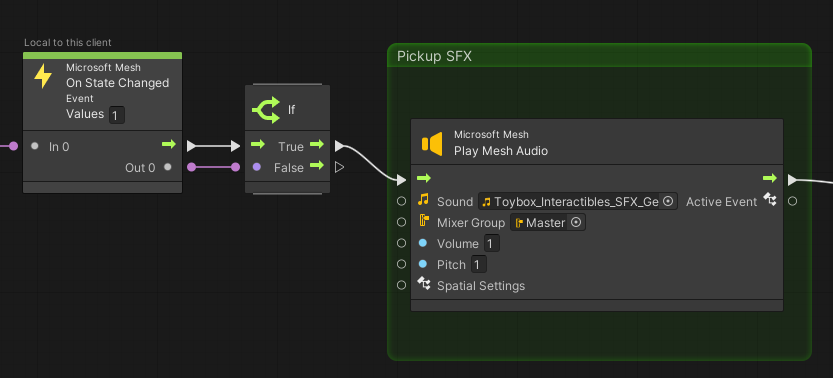 Local to this client
Microsoft Mesh
On State Changed
Event
Values 1
In 0
Out 0
If
True
False
Pickup SFX
Microsoft Mesh
Play Mesh Audio
Sound Toybox_Interactibles_SFX_Ge Active Event
Mixer Group Master
Volume 1
Pitch 1
Spatial Settings